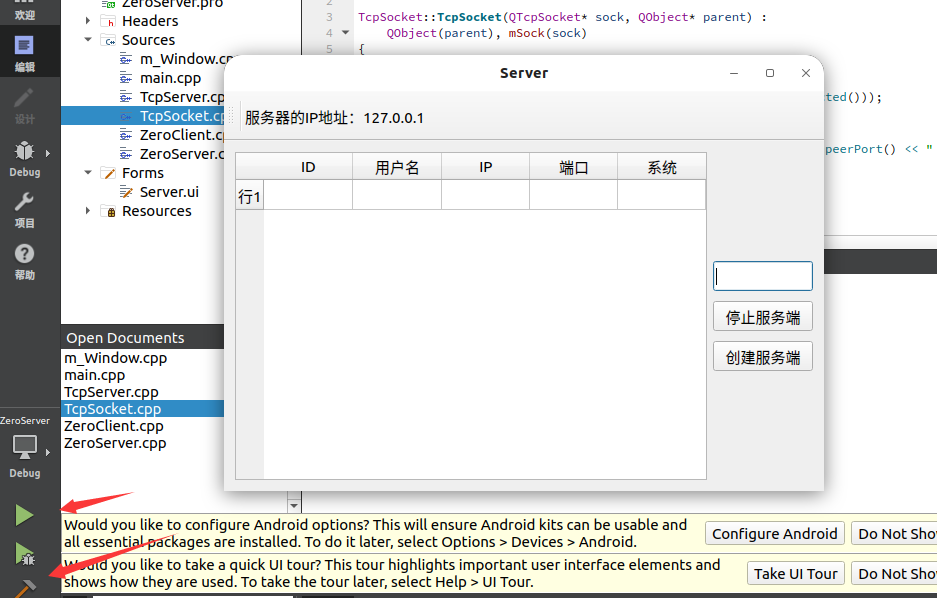 欢迎
编辑
设计
Debug
项目
帮助
ZeroServer
Debug
ZeroServer.pro
Headers
Sources
m_Window.cp
main.cpp
TcpServer.cp
TcpSocket.cp
ZeroClient.c
ZeroServer.c
Forms
Server.ui
Resources
Open Documents
m_Window.cpp
main.cpp
TcpServer.cpp
TcpSocket.cpp
ZeroClient.cpp
ZeroServer.cpp
2
3 TcpSocket::TcpSocket(QTcpSocket* sock, QObject* parent) :
4 QObject(parent), mSock(sock)
5 {
ted()));
peerPort() << "
Server
服务器的IP地址：127.0.0.1
ID 用户名 IP 端口 系统
行1
停止服务端
创建服务端
Would you like to configure Android options? This will ensure Android kits can be usable and
all essential packages are installed. To do it later, select Options > Devices > Android.
Configure Android
Do Not Sho
Would you like to take a quick UI tour? This tour highlights important user interface elements and
shows how they are used. To take the tour later, select Help > UI Tour.
Take UI Tour
Do Not Sho